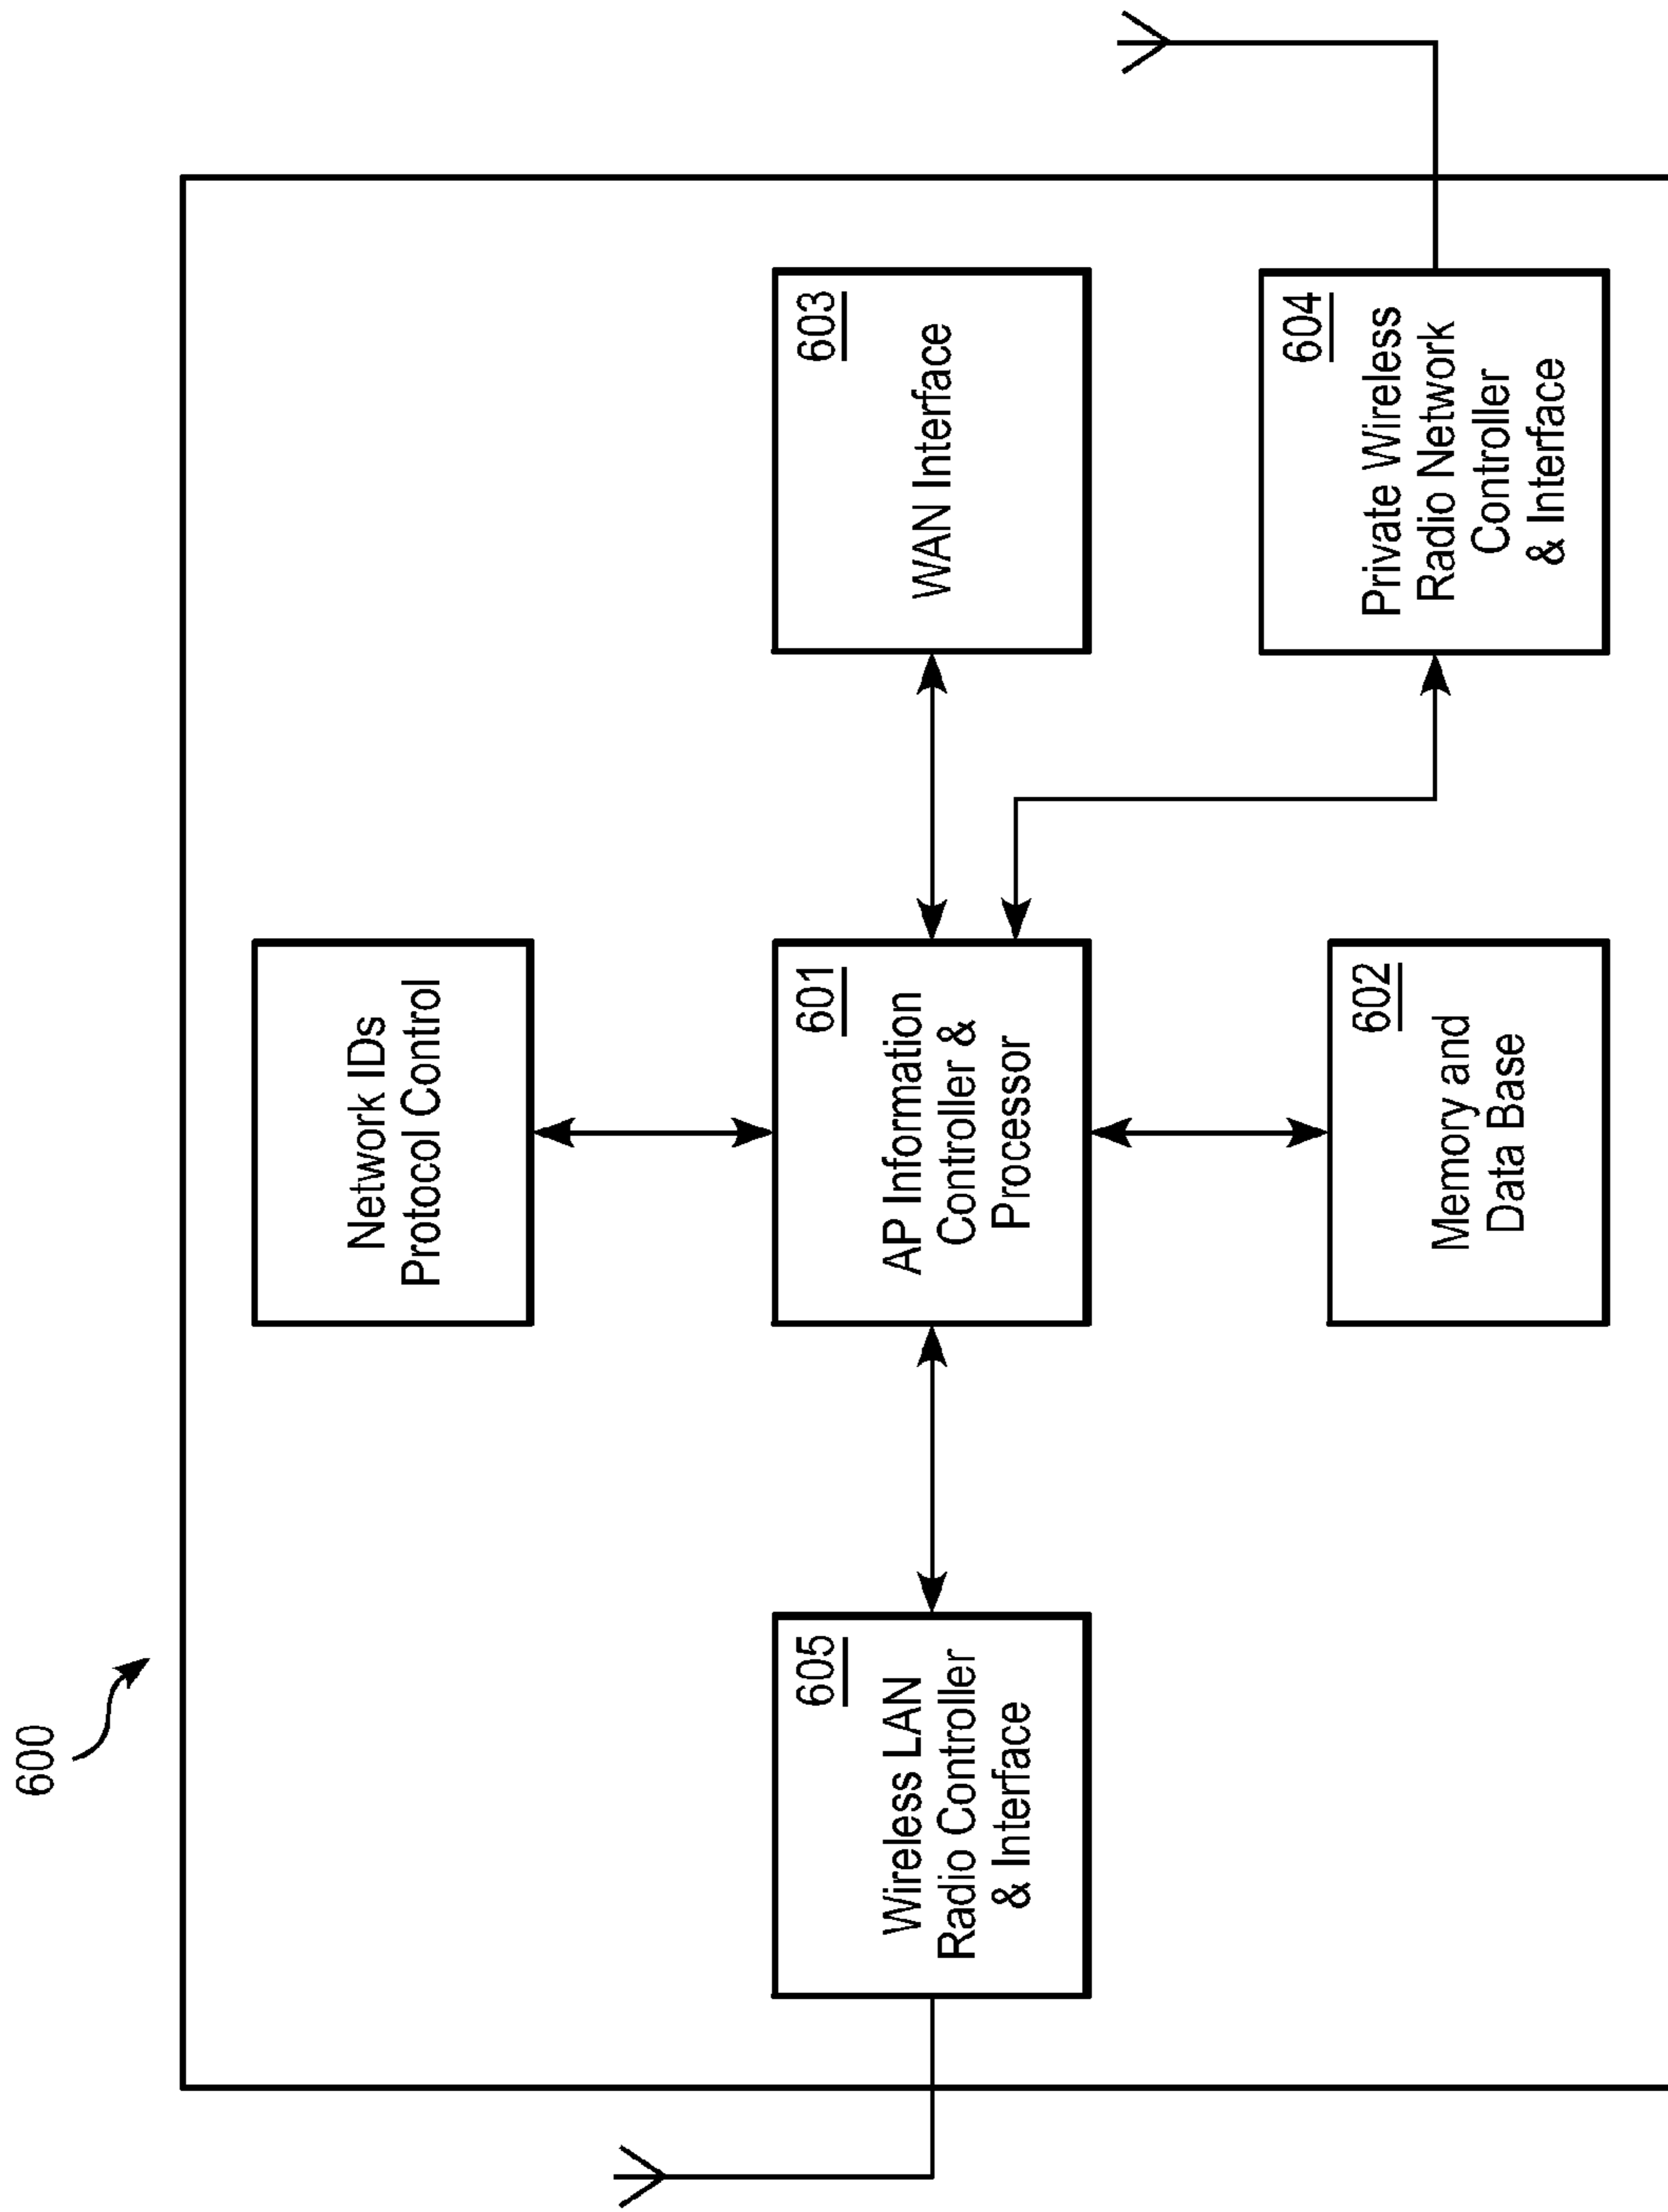 600
Network IDs
Protocol Control
605
Wireless LAN
Radio Controller
& Interface
601
AP Information
Controller &
Processor
603
WAN Interface
602
Memory and
Data Base
604
Private Wireless
Radio Network
Controller
& Interface